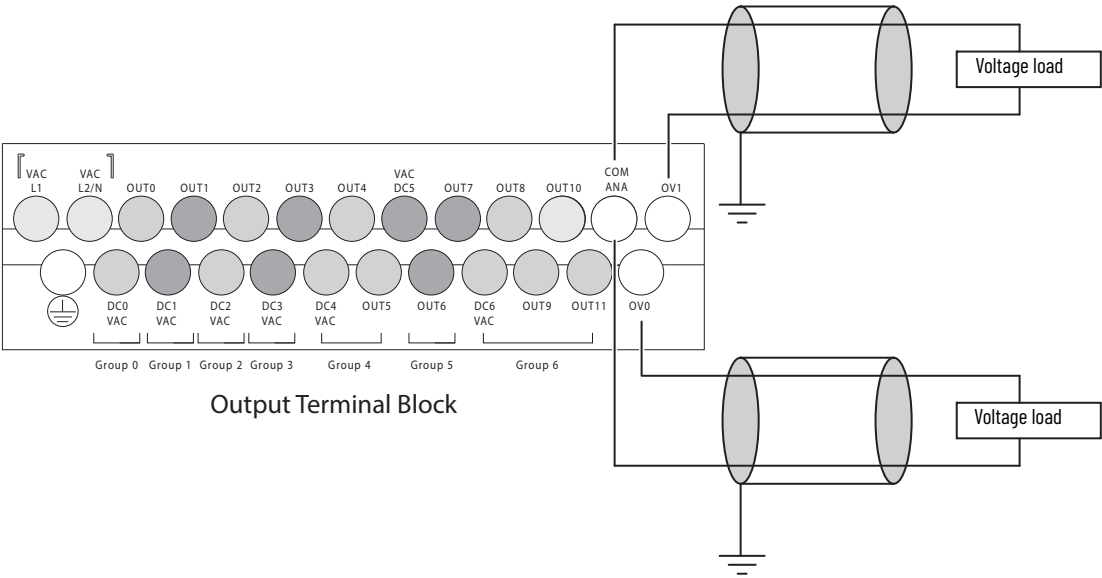 Voltage load
VAC L1
VAC L2/N
OUT0
OUT1
OUT2
OUT3
OUT4
VAC DC5
OUT7
OUT8
OUT10
COM ANA
OV1
DC0 VAC
DC1 VAC
DC2 VAC
DC3 VAC
DC4 VAC
OUT5
OUT6
DC6 VAC
OUT9
OUT11
OV0
Group 0
Group 1
Group 2
Group 3
Group 4
Group 5
Group 6
Output Terminal Block
Voltage load